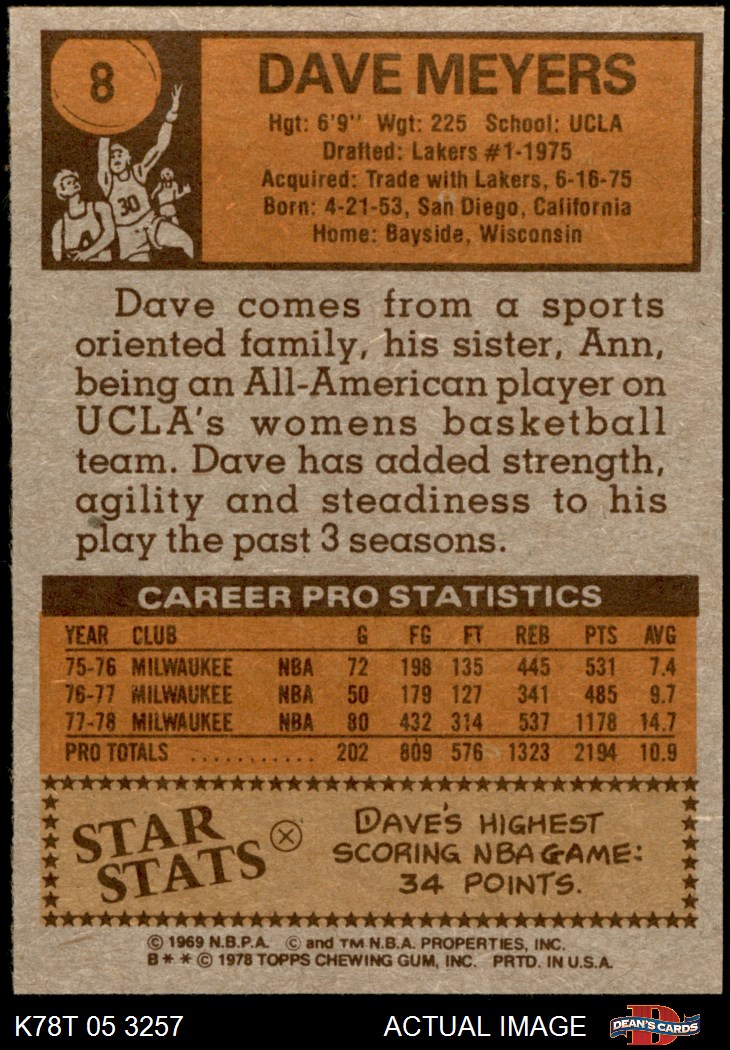 8
DAVE MEYERS
Hgt: 6'9" Wgt: 225 School: UCLA
Drafted: Lakers #1-1975
Acquired: Trade with Lakers, 6-16-75
Born: 4-21-53, San Diego, California
Home: Bayside, Wisconsin
30
Dave comes from a sports
oriented family, his sister, Ann,
being an All-American player on
UCLA's womens basketball
team. Dave has added strength,
agility and steadiness to his
play the past 3 seasons.
CAREER PRO STATISTICS
YEAR CLUB G FG FT REB PTS AVG
75-76 MILWAUKEE NBA 72 198 135 445 531 7.4
76-77 MILWAUKEE NBA 50 179 127 341 485 9.7
77-78 MILWAUKEE NBA 80 432 314 537 1178 14.7
PRO TOTALS ............ 202 809 576 1323 2194 10.9
STAR
STATS
DAVE'S HIGHEST
SCORING NBA GAME:
34 POINTS.
© 1969 N.B.P.A. © and TM N.B.A. PROPERTIES, INC.
B * * © 1978 TOPPS CHEWING GUM, INC. PRTD. IN U.S.A.
K78T 05 3257 ACTUAL IMAGE DEAN'S CARDS